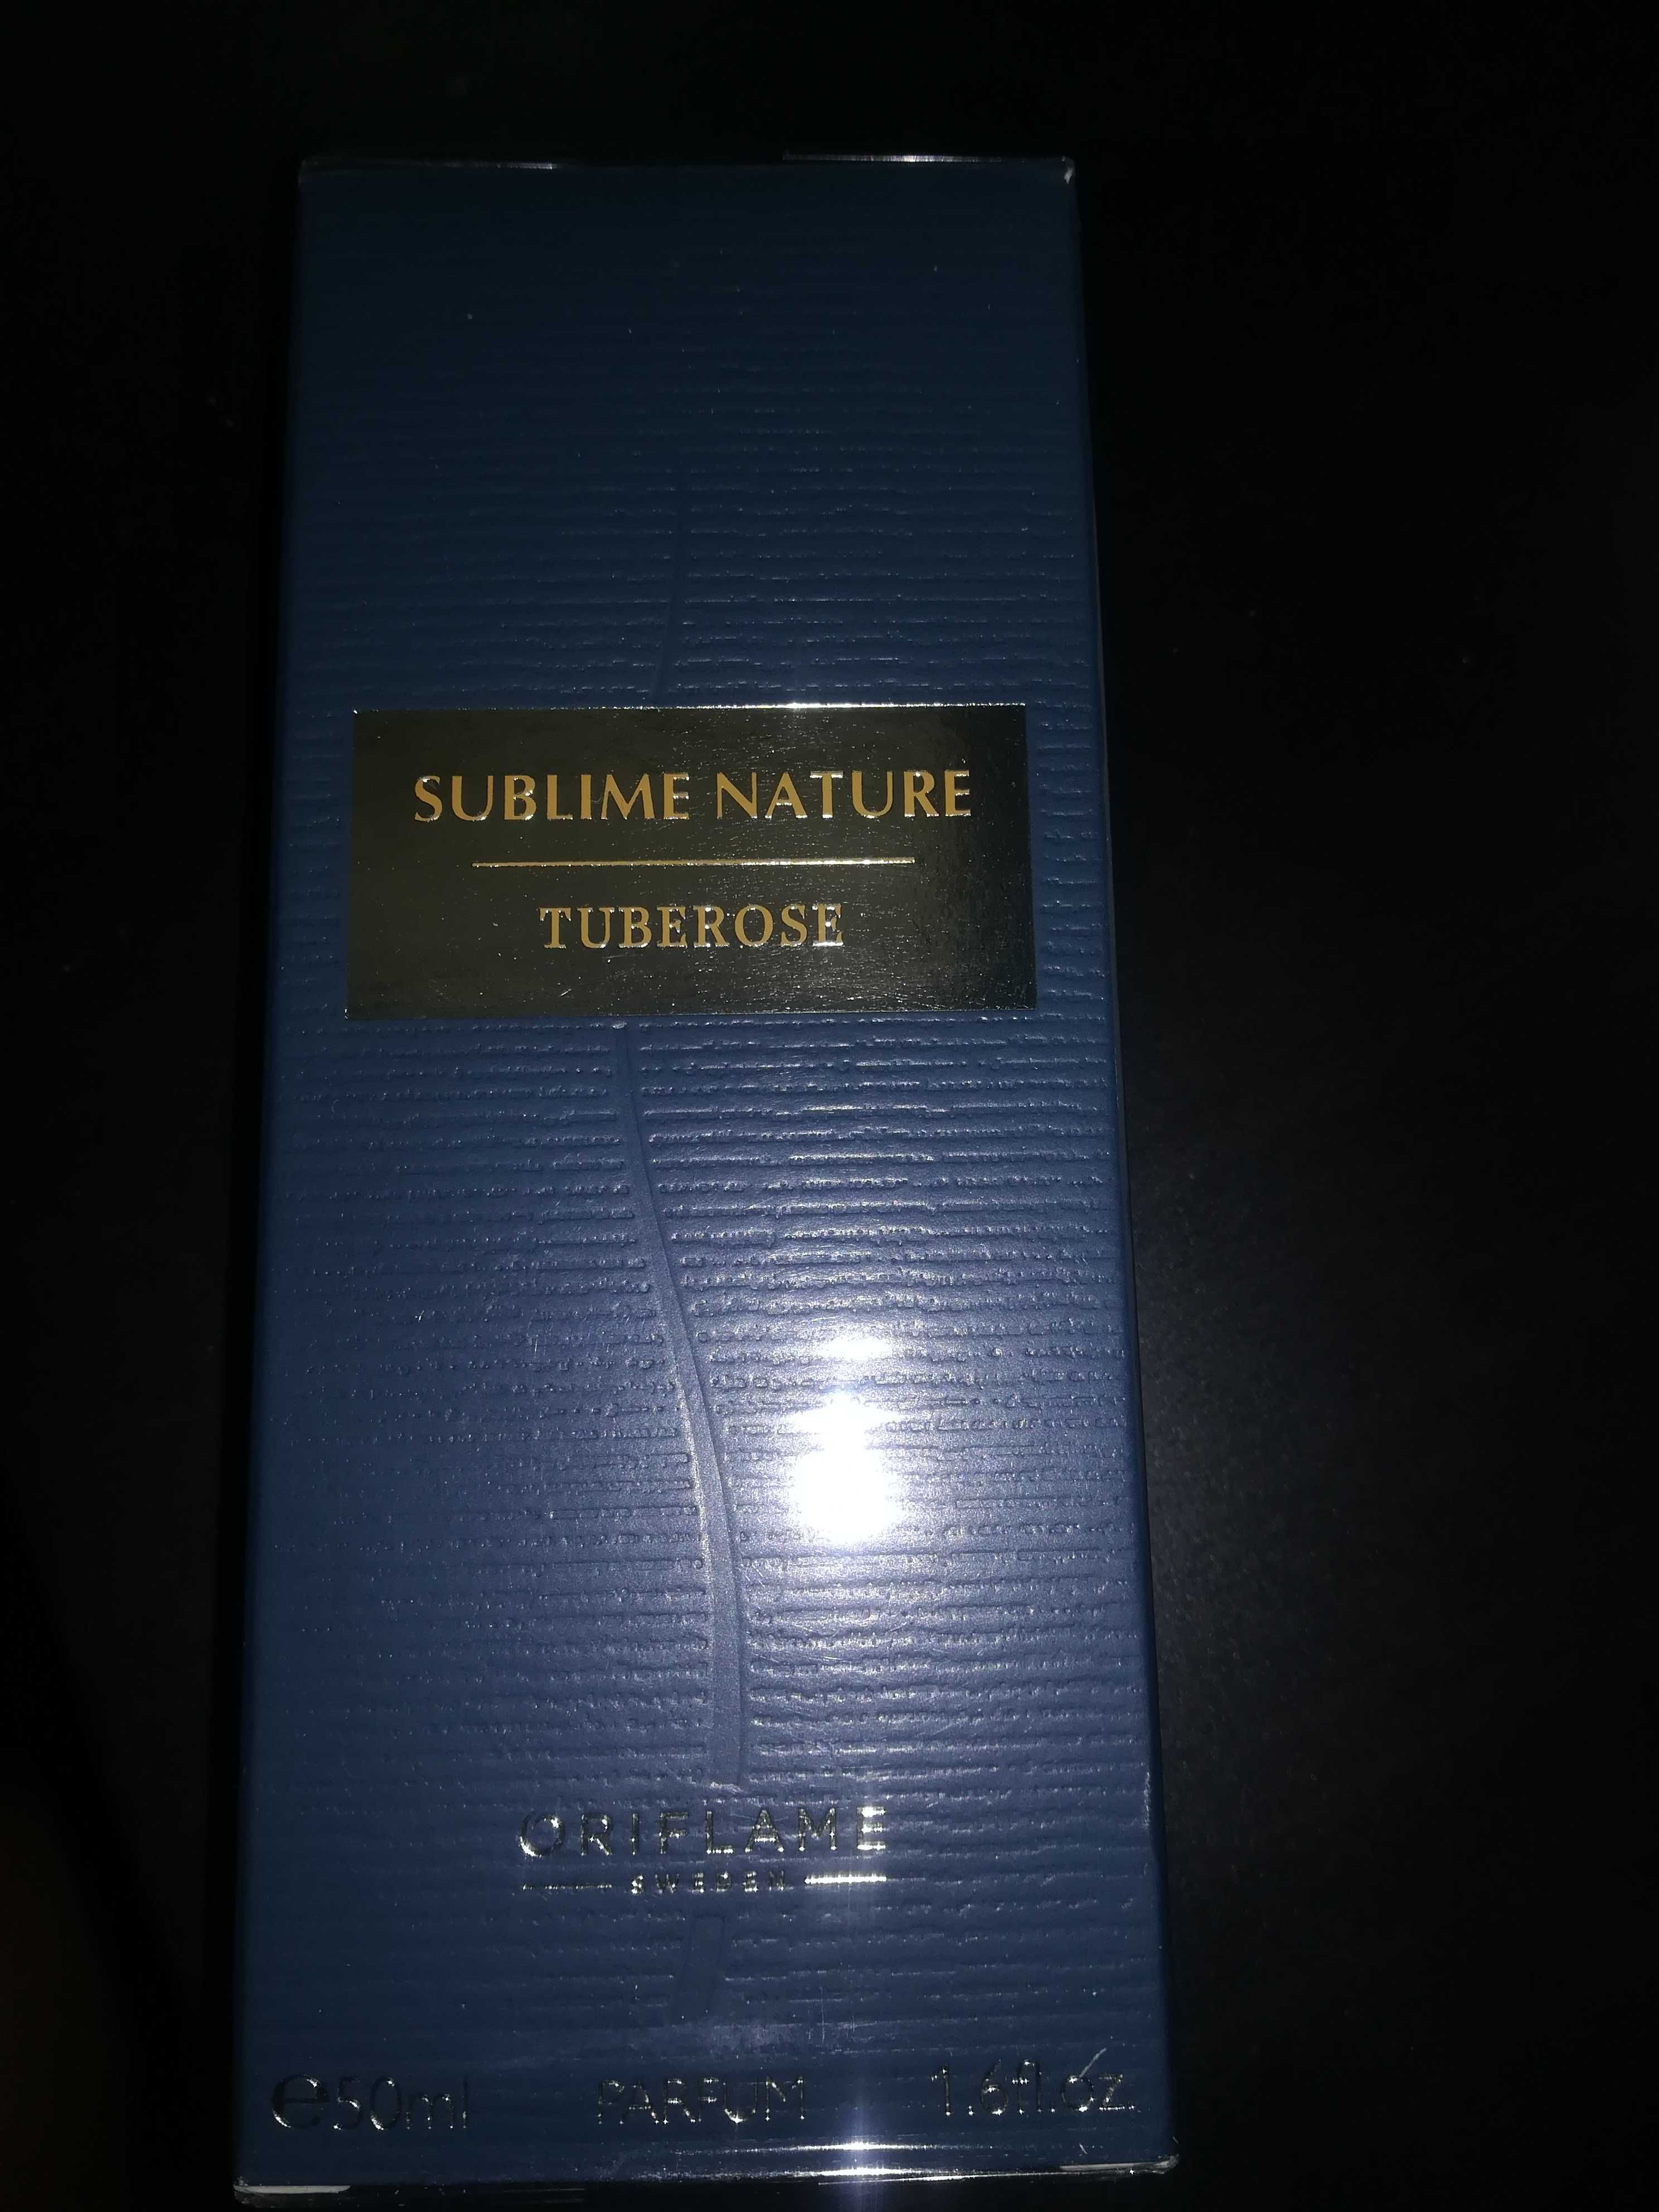 SUBLIME NATURE
TUBEROSE
ORIFLAME
SWEDEN
℮50ml PARFUM 1.6fl.oz.